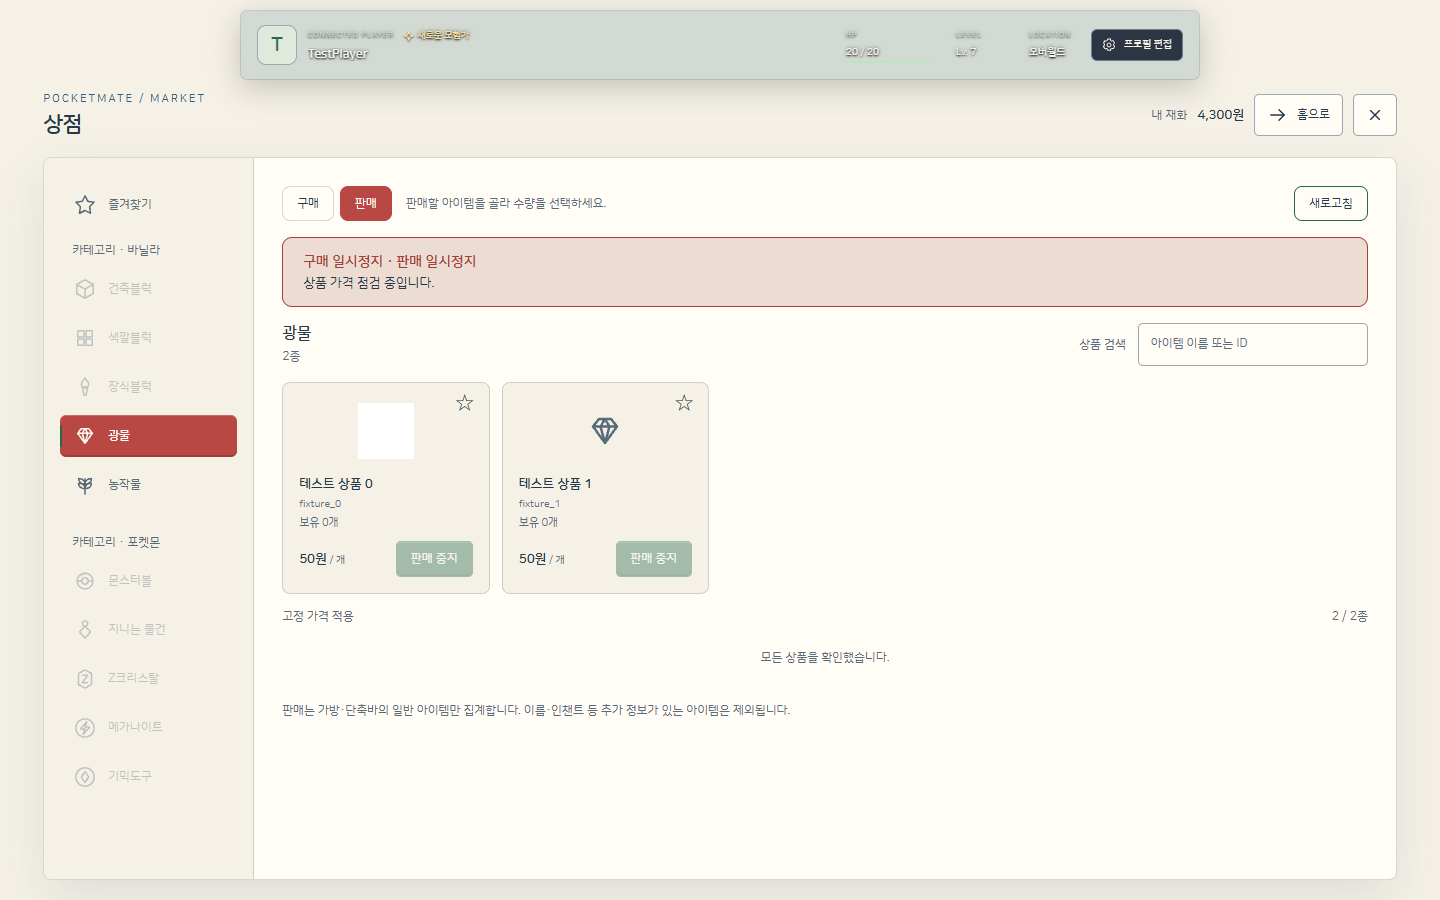 T
CONNECTED PLAYER 새로운 모험가
TestPlayer
HP
20 / 20
LEVEL
Lv. 7
LOCATION
오버월드
프로필 편집
POCKETMATE / MARKET
상점
내 재화 4,300원
홈으로
즐겨찾기
카테고리 · 바닐라
건축블럭
색깔블럭
장식블럭
광물
농작물
카테고리 · 포켓몬
몬스터볼
지니는 물건
Z크리스탈
메가나이트
기믹도구
구매 판매 판매할 아이템을 골라 수량을 선택하세요.
새로고침
구매 일시정지 · 판매 일시정지
상품 가격 점검 중입니다.
광물
2종
상품 검색 아이템 이름 또는 ID
테스트 상품 0
fixture_0
보유 0개
50원 / 개 판매 중지
테스트 상품 1
fixture_1
보유 0개
50원 / 개 판매 중지
고정 가격 적용
2 / 2종
모든 상품을 확인했습니다.
판매는 가방·단축바의 일반 아이템만 집계합니다. 이름·인챈트 등 추가 정보가 있는 아이템은 제외됩니다.